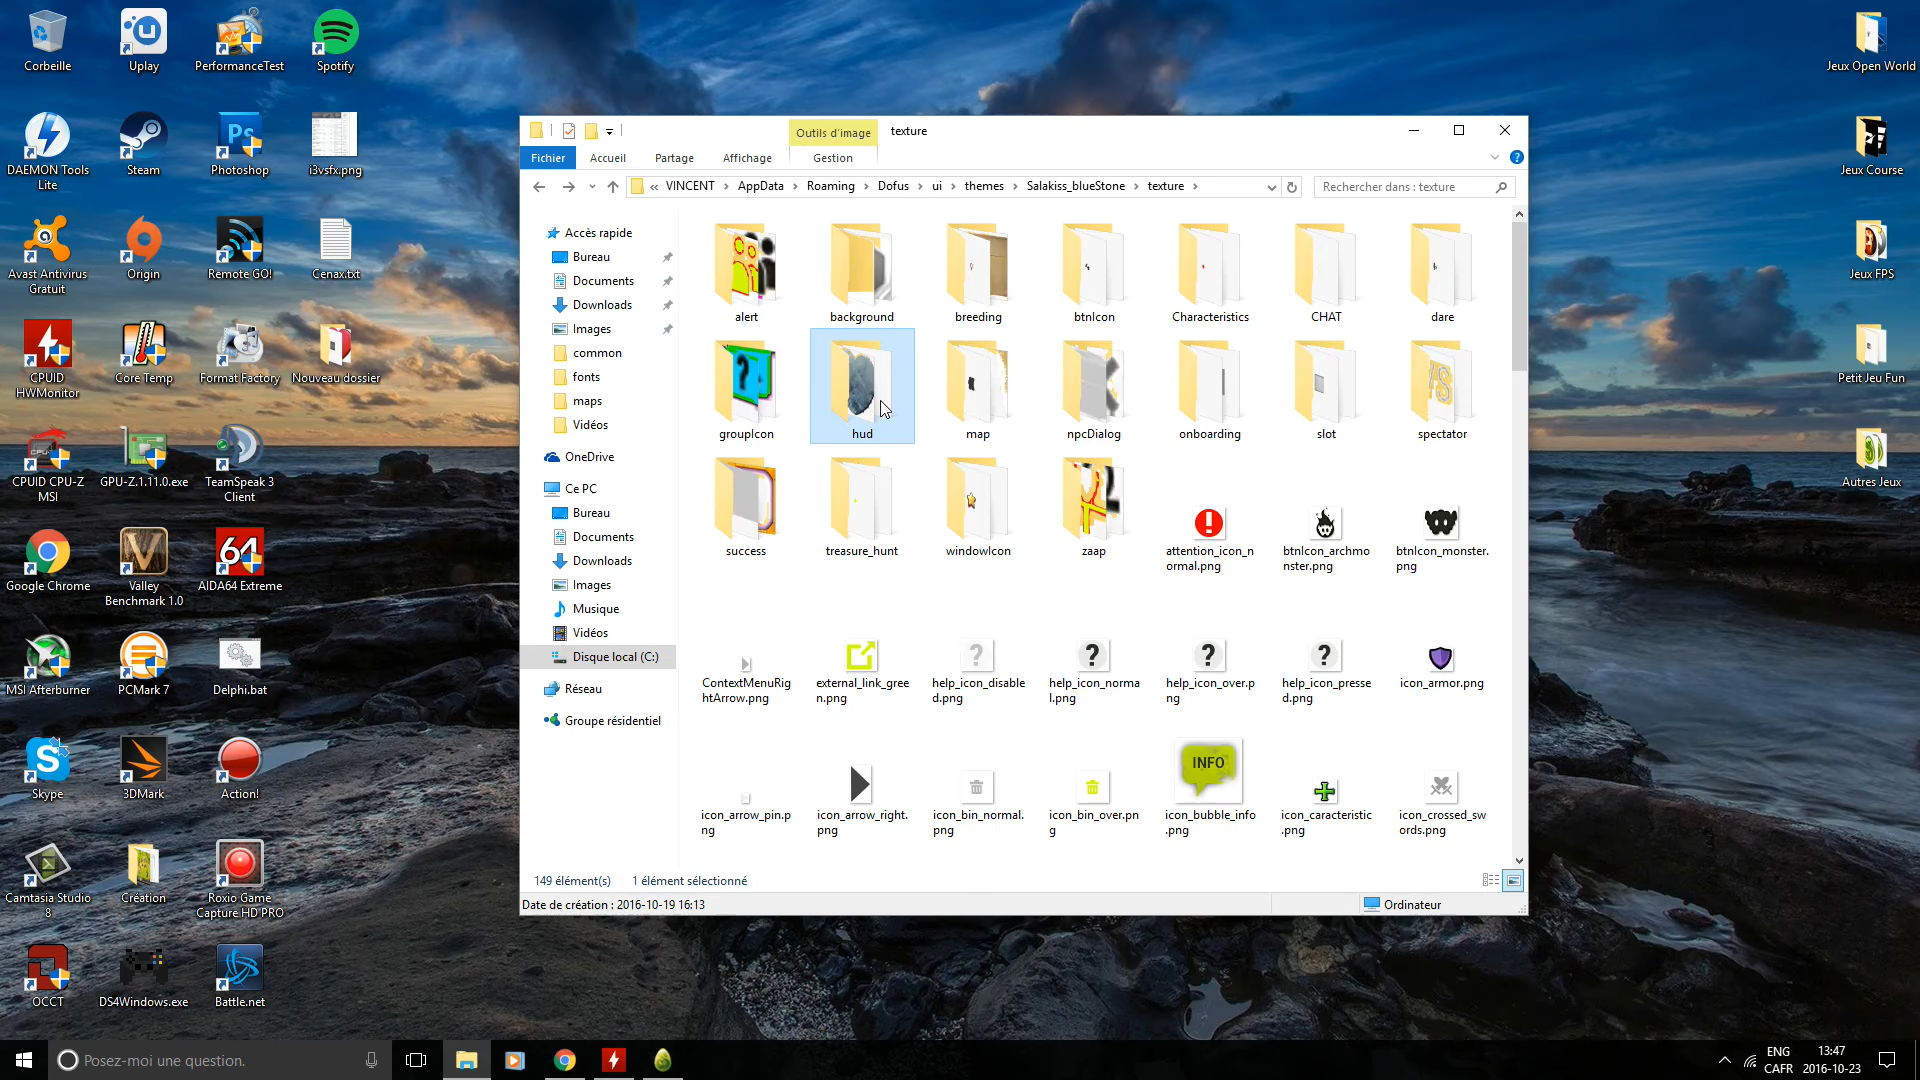 Corbeille
Uplay
PerformanceTest
Spotify
Jeux Open World
DAEMON Tools
Lite
Steam
Photoshop
i3vsfx.png
Jeux Course
Avast Antivirus
Gratuit
Origin
Remote GO!
Cenax.txt
Jeux FPS
CPUID
HWMonitor
Core Temp
Format Factory
Nouveau dossier
Petit Jeu Fun
CPUID CPU-Z
MSI
GPU-Z.1.11.0.exe
TeamSpeak 3
Client
Autres Jeux
Google Chrome
Valley
Benchmark 1.0
AIDA64 Extreme
MSI Afterburner
PCMark 7
Delphi.bat
Skype
3DMark
Action!
Camtasia Studio
8
Création
Roxio Game
Capture HD PRO
OCCT
DS4Windows.exe
Battle.net
Outils d'image
texture
Fichier
Accueil
Partage
Affichage
Gestion
« VINCENT › AppData › Roaming › Dofus › ui › themes › Salakiss_blueStone › texture ›
Rechercher dans : texture
Accès rapide
Bureau
Documents
Downloads
Images
common
fonts
maps
Vidéos
OneDrive
Ce PC
Bureau
Documents
Downloads
Images
Musique
Vidéos
Disque local (C:)
Réseau
Groupe résidentiel
alert
background
breeding
btnIcon
Characteristics
CHAT
dare
groupIcon
hud
map
npcDialog
onboarding
slot
spectator
success
treasure_hunt
windowIcon
zaap
attention_icon_n
ormal.png
btnIcon_archmo
nster.png
btnIcon_monster.
png
ContextMenuRig
htArrow.png
external_link_gree
n.png
help_icon_disable
d.png
help_icon_norma
l.png
help_icon_over.p
ng
help_icon_presse
d.png
icon_armor.png
INFO
icon_arrow_pin.p
ng
icon_arrow_right.
png
icon_bin_normal.
png
icon_bin_over.pn
g
icon_bubble_info
.png
icon_caracteristic
.png
icon_crossed_sw
ords.png
149 élément(s)
1 élément sélectionné
Date de création : 2016-10-19 16:13
Ordinateur
Posez-moi une question.
ENG
CAFR
13:47
2016-10-23